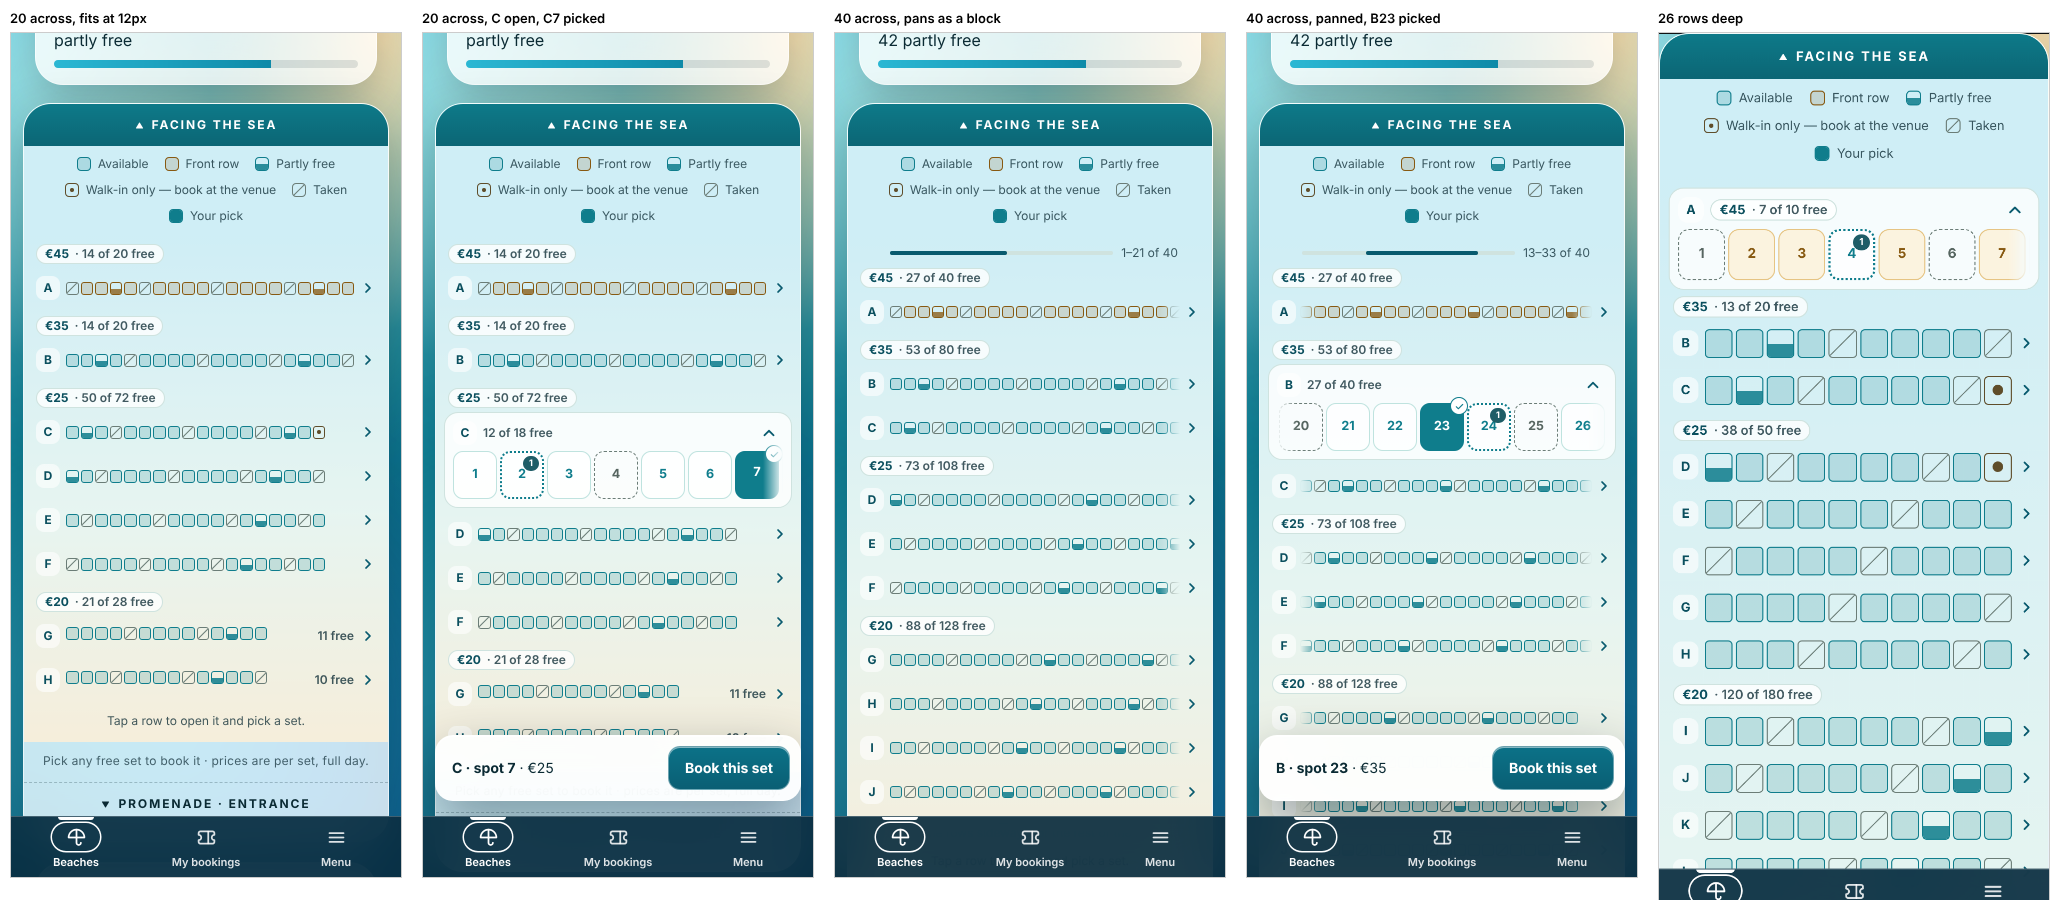 20 across, fits at 12px
partly free
▲ FACING THE SEA
Available Front row Partly free
Walk-in only — book at the venue Taken
Your pick
€45 · 14 of 20 free
A
€35 · 14 of 20 free
B
€25 · 50 of 72 free
C
D
E
F
€20 · 21 of 28 free
G 11 free
H 10 free
Tap a row to open it and pick a set.
Pick any free set to book it · prices are per set, full day.
▼ PROMENADE · ENTRANCE
Beaches My bookings Menu
20 across, C open, C7 picked
partly free
▲ FACING THE SEA
Available Front row Partly free
Walk-in only — book at the venue Taken
Your pick
€45 · 14 of 20 free
A
€35 · 14 of 20 free
B
€25 · 50 of 72 free
C 12 of 18 free
1 2 1 3 4 5 6 7
D
E
F
€20 · 21 of 28 free
G 11 free
C · spot 7 · €25 Book this set
Beaches My bookings Menu
40 across, pans as a block
42 partly free
▲ FACING THE SEA
Available Front row Partly free
Walk-in only — book at the venue Taken
Your pick
1–21 of 40
€45 · 27 of 40 free
A
€35 · 53 of 80 free
B
C
€25 · 73 of 108 free
D
E
F
€20 · 88 of 128 free
G
H
I
J
Beaches My bookings Menu
40 across, panned, B23 picked
42 partly free
▲ FACING THE SEA
Available Front row Partly free
Walk-in only — book at the venue Taken
Your pick
13–33 of 40
€45 · 27 of 40 free
A
€35 · 53 of 80 free
B 27 of 40 free
20 21 22 23 24 1 25 26
C
€25 · 73 of 108 free
D
E
F
€20 · 88 of 128 free
G
B · spot 23 · €35 Book this set
I
Beaches My bookings Menu
26 rows deep
▲ FACING THE SEA
Available Front row Partly free
Walk-in only — book at the venue Taken
Your pick
A €45 · 7 of 10 free
1 2 3 4 1 5 6 7
€35 · 13 of 20 free
B
C
€25 · 38 of 50 free
D
E
F
G
H
€20 · 120 of 180 free
I
J
K